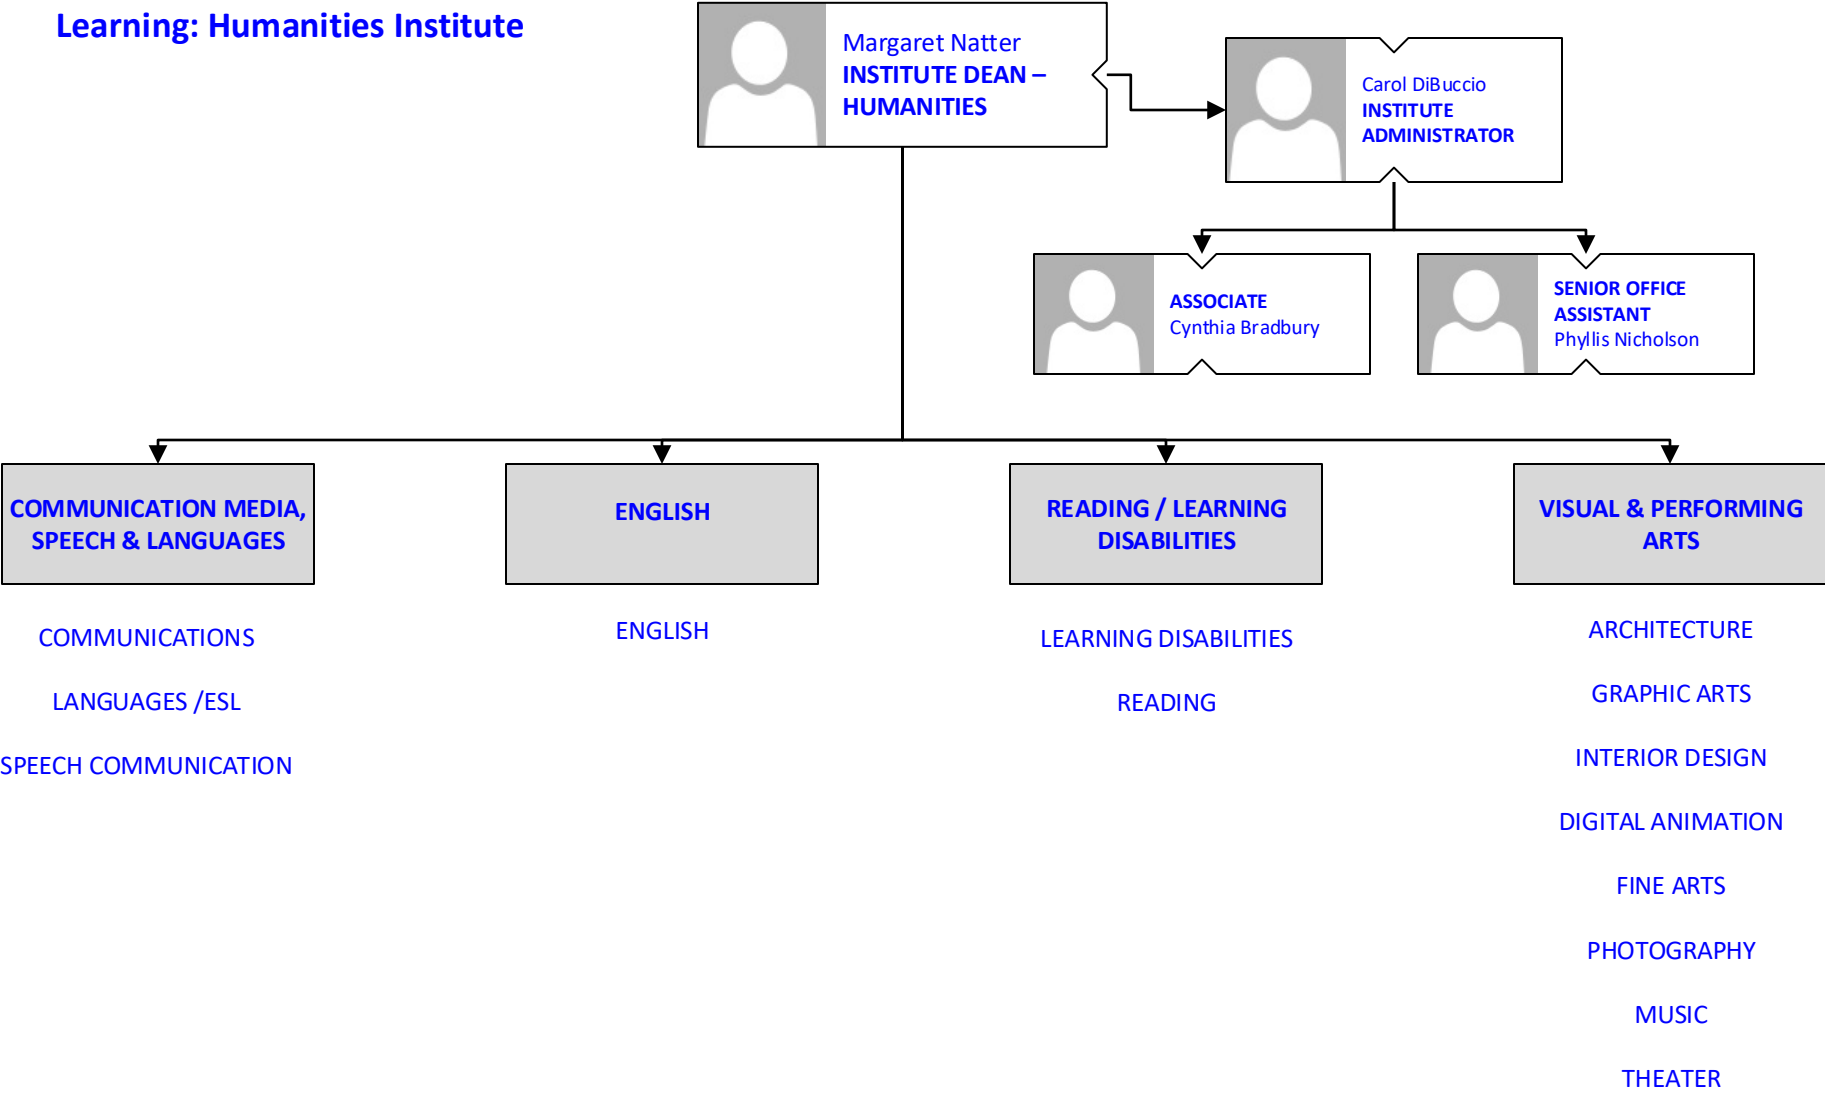 Learning: Humanities Institute
Margaret Natter
INSTITUTE DEAN –
HUMANITIES
Carol DiBuccio
INSTITUTE
ADMINISTRATOR
ASSOCIATE
Cynthia Bradbury
SENIOR OFFICE
ASSISTANT
Phyllis Nicholson
COMMUNICATION MEDIA,
SPEECH & LANGUAGES
COMMUNICATIONS
LANGUAGES /ESL
SPEECH COMMUNICATION
ENGLISH
ENGLISH
READING / LEARNING
DISABILITIES
LEARNING DISABILITIES
READING
VISUAL & PERFORMING
ARTS
ARCHITECTURE
GRAPHIC ARTS
INTERIOR DESIGN
DIGITAL ANIMATION
FINE ARTS
PHOTOGRAPHY
MUSIC
THEATER